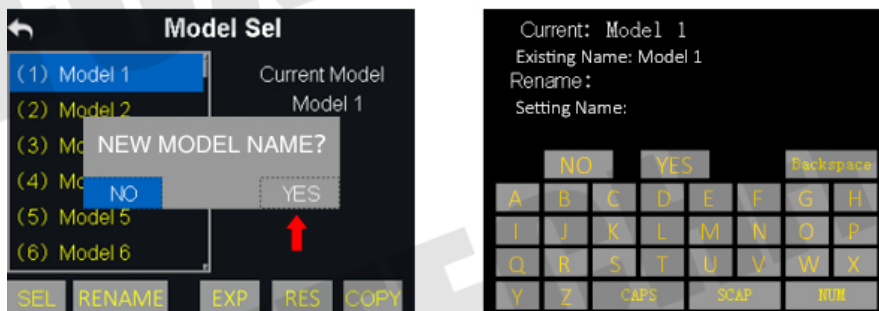 Model Sel
(1) Model 1
Current Model
(2) Model 2
Model 1
(3) Mo
NEW MODEL NAME?
(4) Mo
NO YES
(5) Model 5
(6) Model 6
SEL RENAME EXP RES COPY
Current: Model 1
Existing Name: Model 1
Rename:
Setting Name:
NO YES Backspace
A B C D E F G H
I J K L M N O P
Q R S T U V W X
Y Z CAPS SCAP NUM